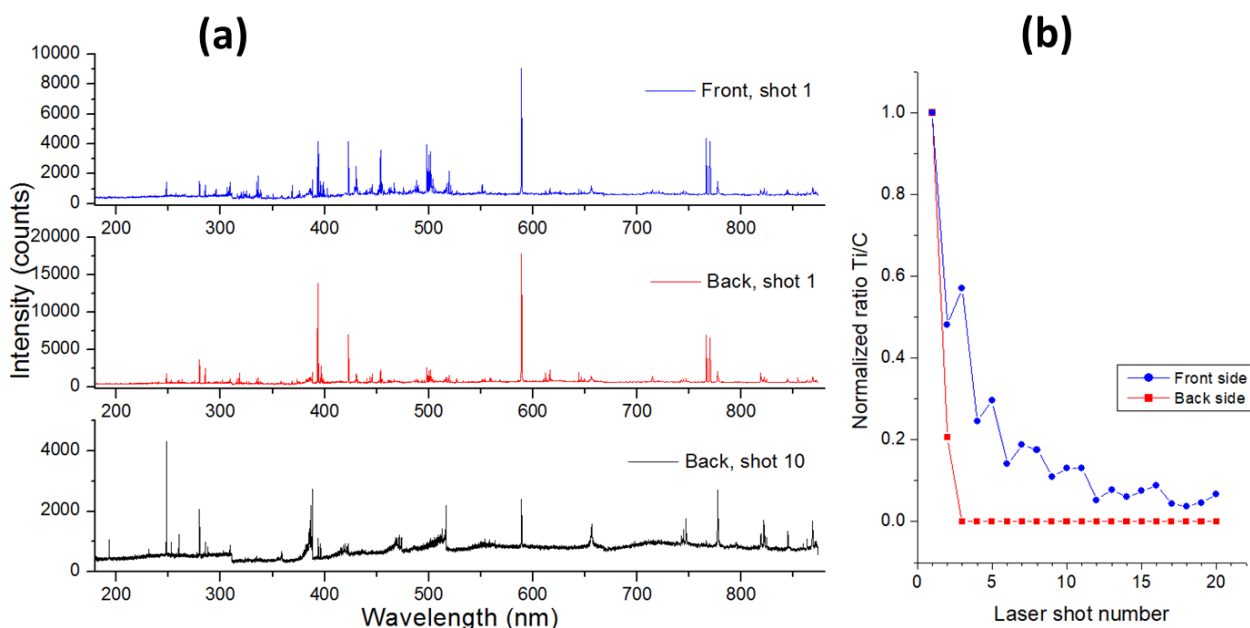 (a)
Intensity (counts)
10000
8000
6000
4000
2000
0
Front, shot 1
200 300 400 500 600 700 800
20000
15000
10000
5000
0
Back, shot 1
200 300 400 500 600 700 800
4000
2000
0
Back, shot 10
200 300 400 500 600 700 800
Wavelength (nm)
(b)
Normalized ratio Ti/C
1.0
0.8
0.6
0.4
0.2
0.0
Front side
Back side
0 5 10 15 20
Laser shot number